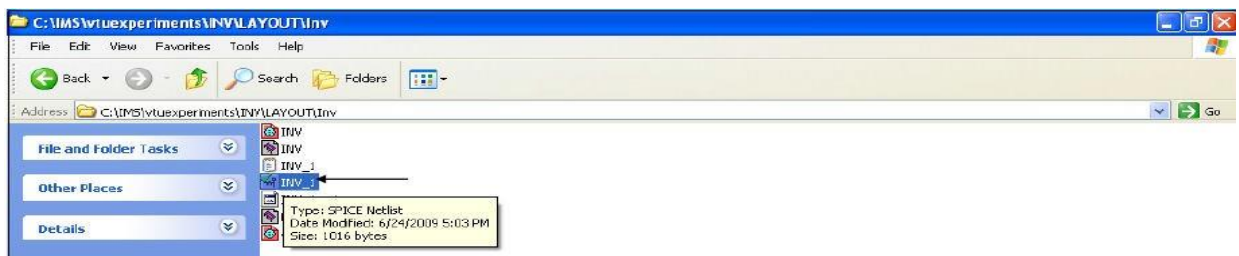 C:\IMS\vtuexperiments\INV\LAYOUT\Inv
File Edit View Favorites Tools Help
Back Search Folders
Address C:\IMS\vtuexperiments\INV\LAYOUT\Inv Go
File and Folder Tasks
Other Places
Details
INV
INV
INV_1
INV_1
Type: SPICE Netlist
Date Modified: 6/24/2009 5:03 PM
Size: 1016 bytes